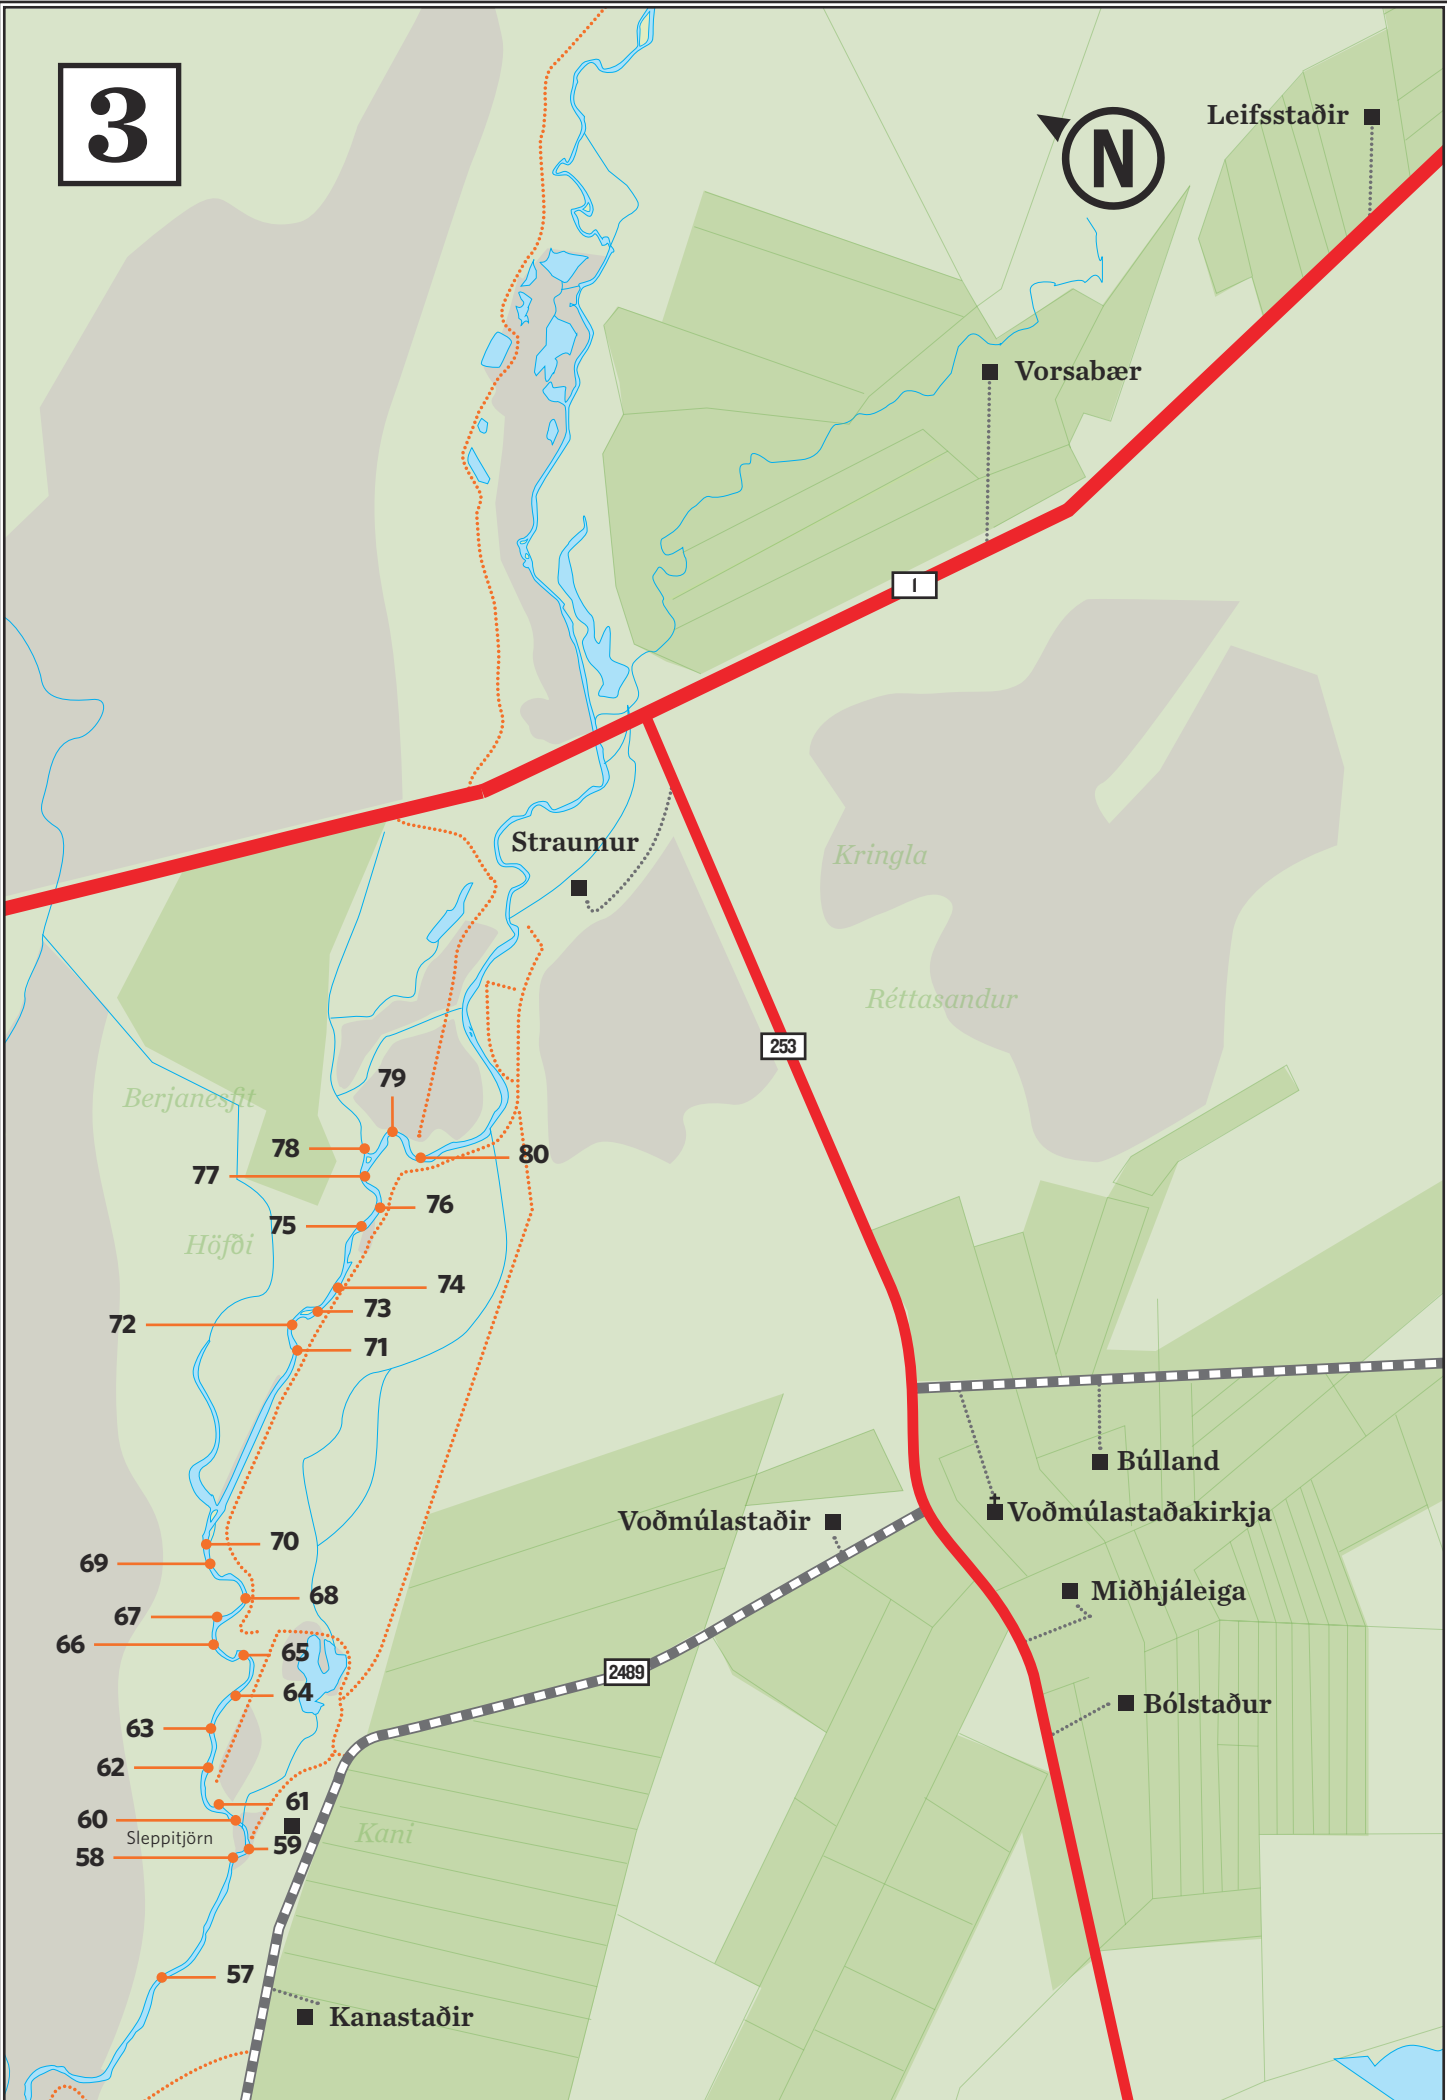 3
N
Leifsstaðir
Vorsabær
1
Straumur
Kringla
Réttasandur
253
Berjanesfit
79
78
80
77
76
75
Höfði
74
73
72
71
Búlland
Voðmúlastaðir
Voðmúlastaðakirkja
70
69
Miðhjáleiga
68
67
66
65
2489
64
Bólstaður
63
62
61
60
Sleppitjörn
Kani
59
58
57
Kanastaðir